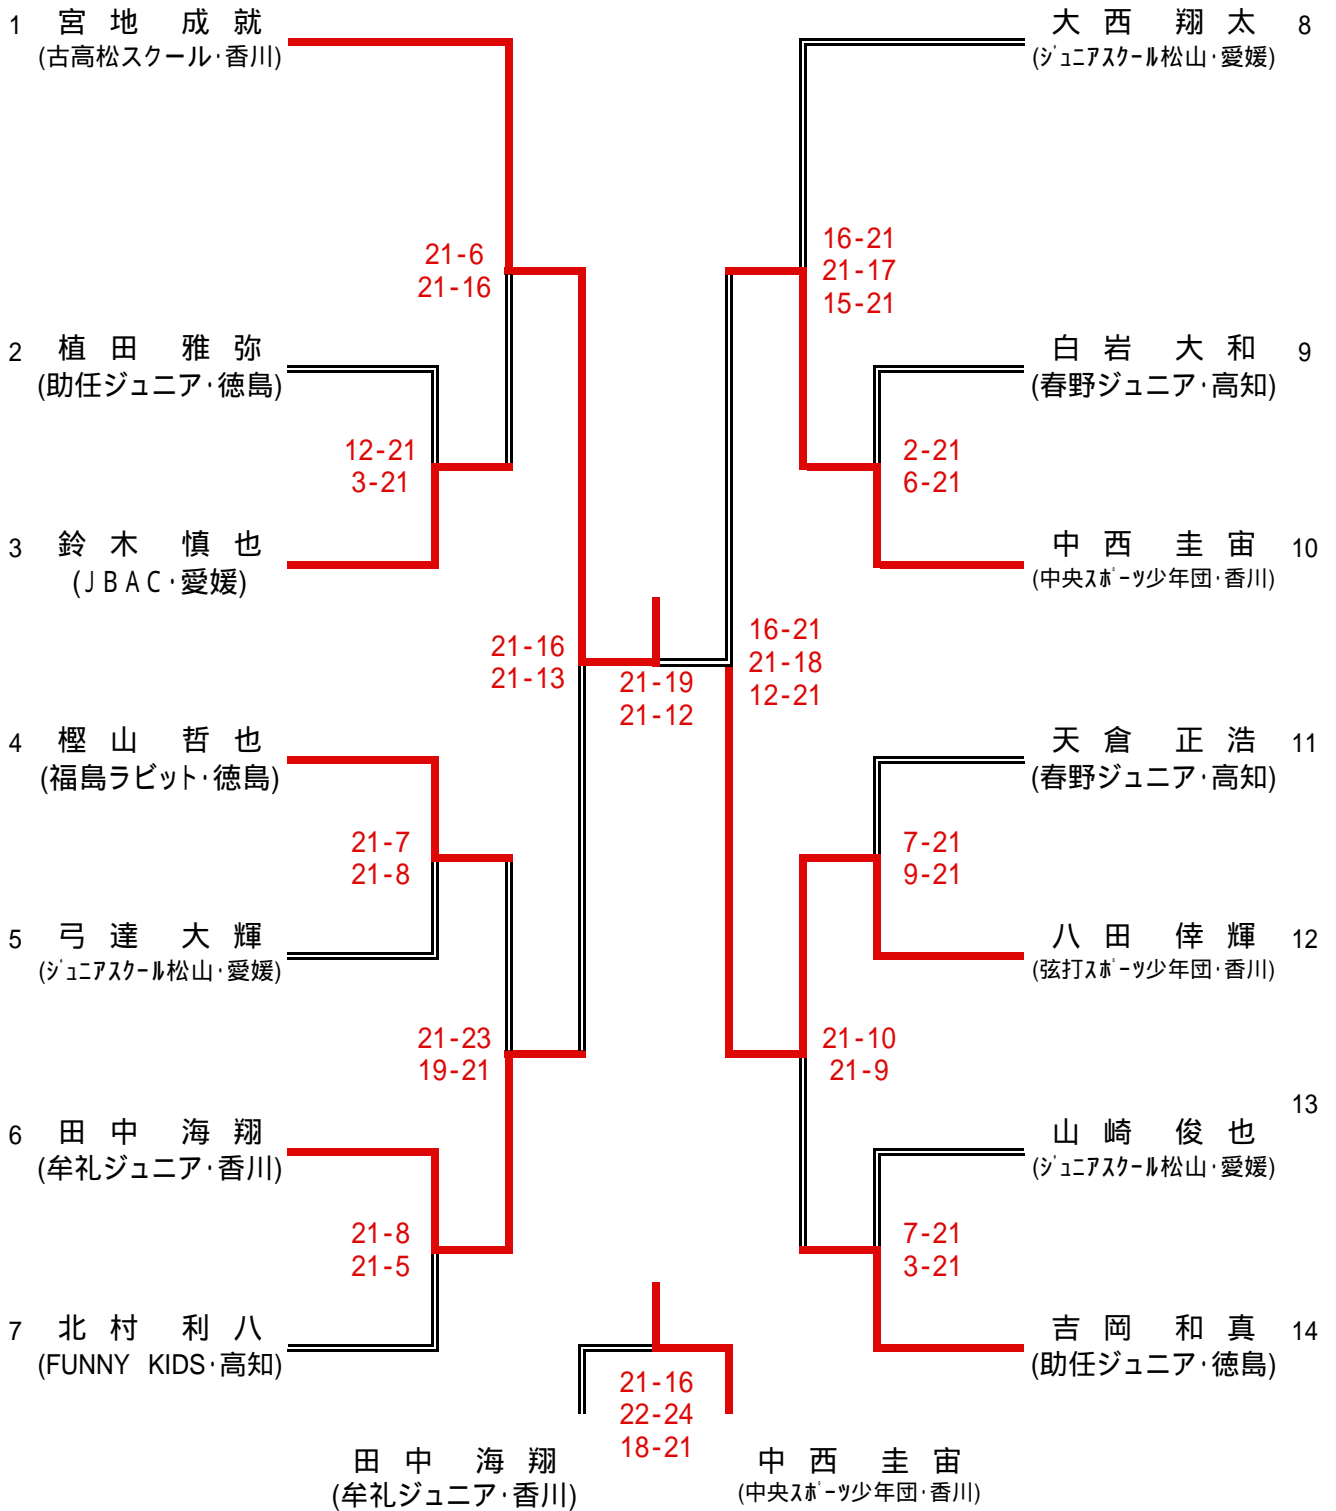 1 宮地 成就
(古高松スクール·香川)
21-6
21-16
2 植田 雅弥
(助任ジュニア·徳島)
12-21
3-21
3 鈴木 慎也
(JBAC·愛媛)
21-16
21-13
4 樫山 哲也
(福島ラビット·徳島)
21-7
21-8
5 弓達 大輝
(ｼﾞｭﾆｱｽｸｰﾙ松山·愛媛)
21-23
19-21
6 田中 海翔
(牟礼ジュニア·香川)
21-8
21-5
7 北村 利八
(FUNNY KIDS·高知)
21-19
21-12
大西 翔太 8
(ｼﾞｭﾆｱｽｸｰﾙ松山·愛媛)
16-21
21-17
15-21
白岩 大和 9
(春野ジュニア·高知)
2-21
6-21
中西 圭宙 10
(中央ｽﾎﾟｰﾂ少年団·香川)
16-21
21-18
12-21
天倉 正浩 11
(春野ジュニア·高知)
7-21
9-21
八田 倖輝 12
(弦打ｽﾎﾟｰﾂ少年団·香川)
21-10
21-9
13
山崎 俊也
(ｼﾞｭﾆｱｽｸｰﾙ松山·愛媛)
7-21
3-21
吉岡 和真 14
(助任ジュニア·徳島)
21-16
22-24
18-21
田中 海翔
(牟礼ジュニア·香川)
中西 圭宙
(中央ｽﾎﾟｰﾂ少年団·香川)